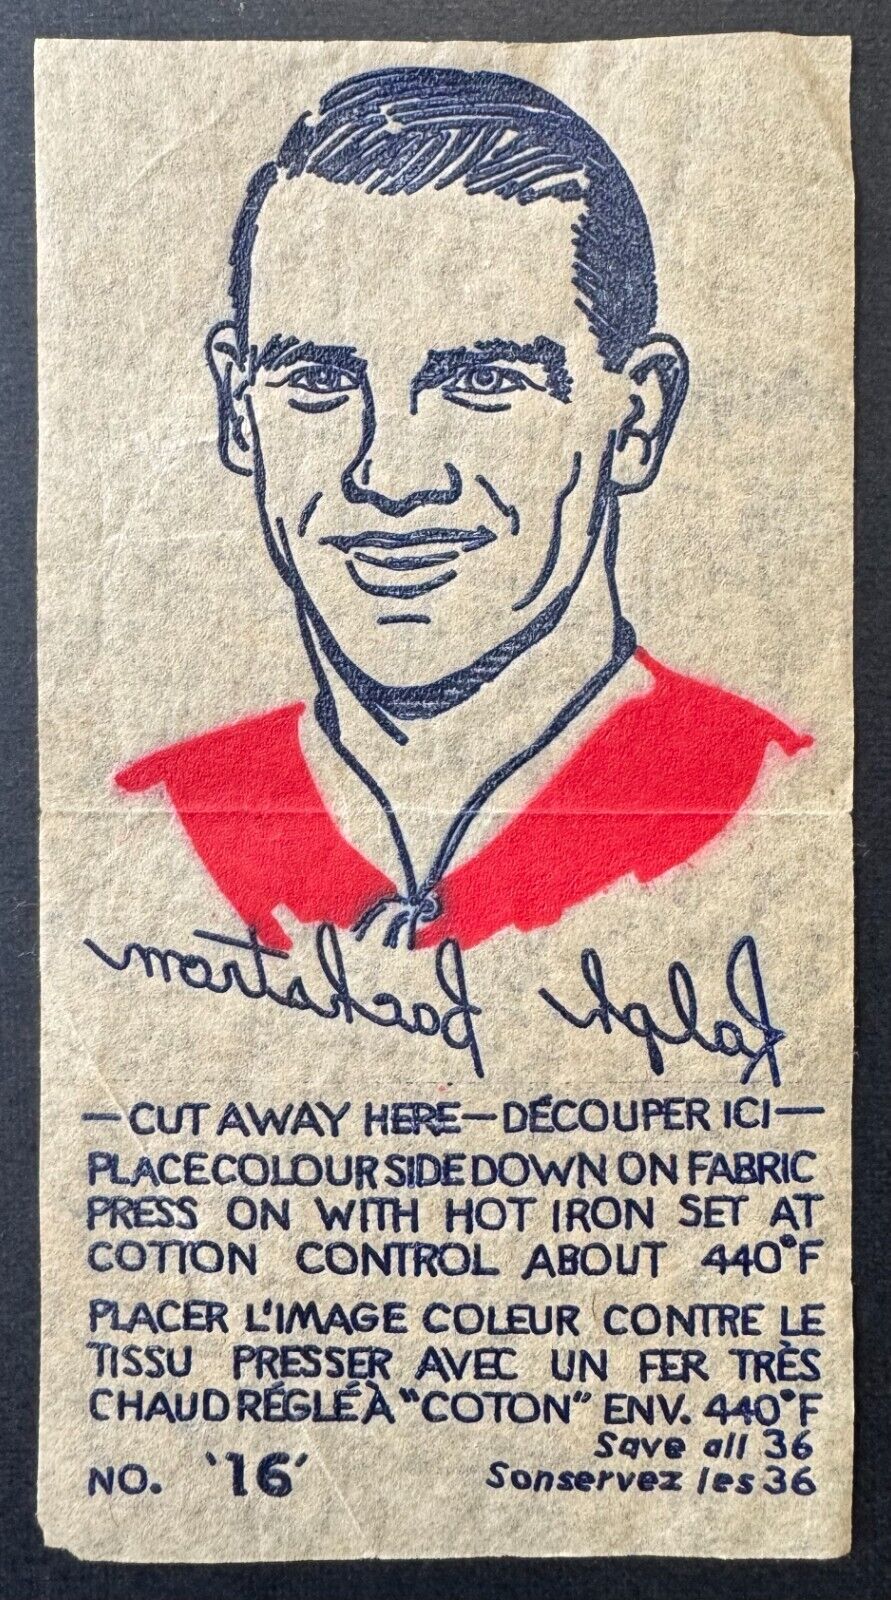 Ralph Backstrom
—CUT AWAY HERE—DÉCOUPER ICI—
PLACE COLOUR SIDE DOWN ON FABRIC
PRESS ON WITH HOT IRON SET AT
COTTON CONTROL ABOUT 440°F
PLACER L'IMAGE COLEUR CONTRE LE
TISSU PRESSER AVEC UN FER TRÈS
CHAUD RÉGLÉ À "COTON" ENV. 440°F
Save all 36
NO. '16' Sonservez les 36